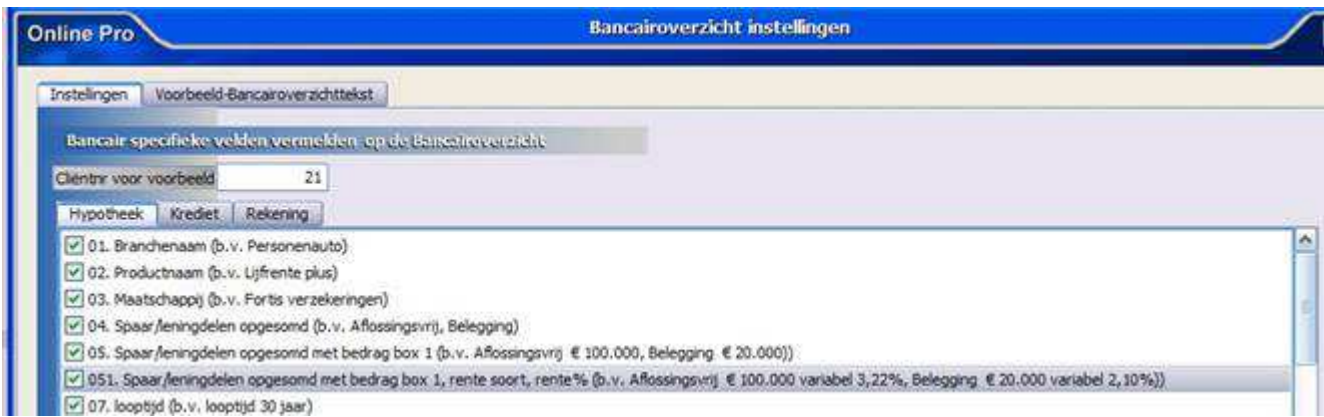 Online Pro
Bancairoverzicht instellingen
Instellingen
Voorbeeld-Bancairoverzichttekst
Bancair specifieke velden vermelden op de Bancairoverzicht
Cliëntnr voor voorbeeld 21
Hypotheek Krediet Rekening
01. Branchenaam (b.v. Personenauto)
02. Productnaam (b.v. Lijfrente plus)
03. Maatschappij (b.v. Fortis verzekeringen)
04. Spaar/leningdelen opgesomd (b.v. Aflossingsvrij, Belegging)
05. Spaar/leningdelen opgesomd met bedrag box 1 (b.v. Aflossingsvrij € 100.000, Belegging € 20.000))
051. Spaar/leningdelen opgesomd met bedrag box 1, rente soort, rente% (b.v. Aflossingsvrij € 100.000 variabel 3,22%, Belegging € 20.000 variabel 2,10%))
07. looptijd (b.v. looptijd 30 jaar)